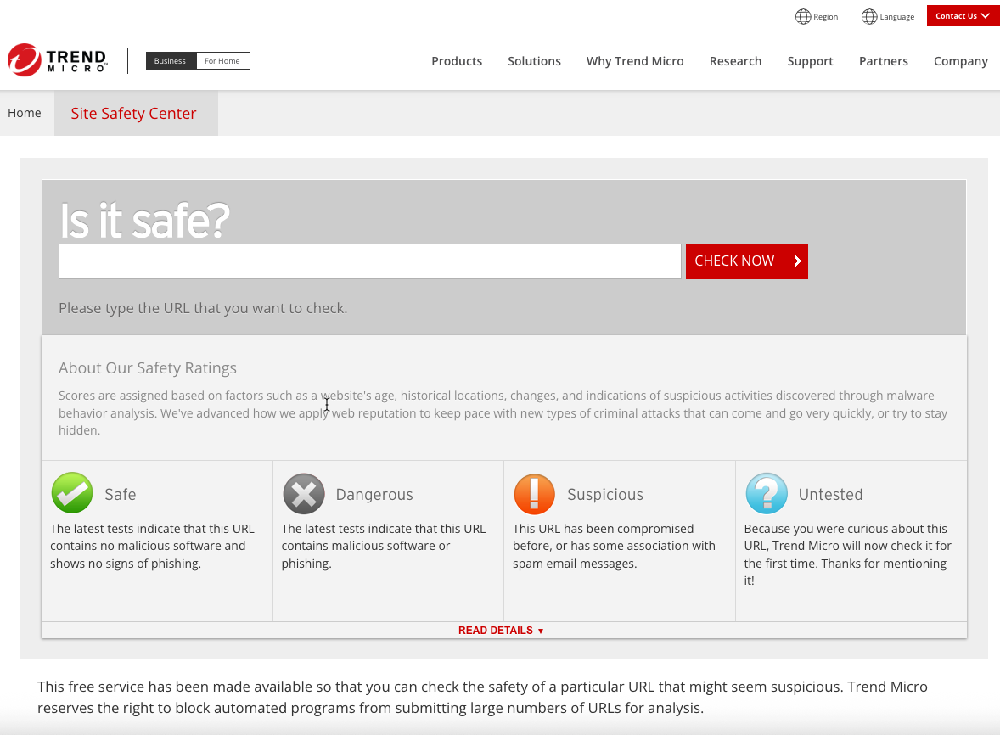 Region Language Contact Us
TREND MICRO™
Business For Home
Products Solutions Why Trend Micro Research Support Partners Company
Home Site Safety Center
Is it safe?
CHECK NOW
Please type the URL that you want to check.
About Our Safety Ratings
Scores are assigned based on factors such as a website's age, historical locations, changes, and indications of suspicious activities discovered through malware
behavior analysis. We've advanced how we apply web reputation to keep pace with new types of criminal attacks that can come and go very quickly, or try to stay
hidden.
Safe
The latest tests indicate that this URL
contains no malicious software and
shows no signs of phishing.
Dangerous
The latest tests indicate that this URL
contains malicious software or
phishing.
Suspicious
This URL has been compromised
before, or has some association with
spam email messages.
Untested
Because you were curious about this
URL, Trend Micro will now check it for
the first time. Thanks for mentioning
it!
READ DETAILS ▼
This free service has been made available so that you can check the safety of a particular URL that might seem suspicious. Trend Micro
reserves the right to block automated programs from submitting large numbers of URLs for analysis.